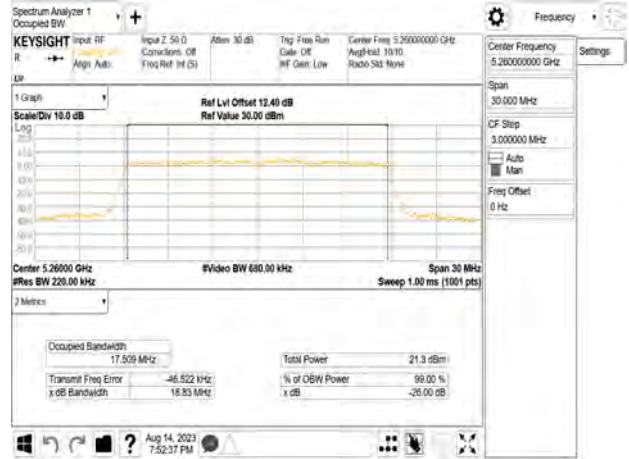 Spectrum Analyzer 1
Occupied BW
Frequency
KEYSIGHT
Input: RF
Input Z: 50 Ω
Atten: 30 dB
Trig: Free Run
Center Freq: 5.260000000 GHz
Corrections: Off
Gate: Off
Avg|Hold: 10/10
R
Align: Auto
Freq Ref: Int (S)
#IF Gain: Low
Radio Std: None
Center Frequency
5.260000000 GHz
Settings
Span
30.000 MHz
CF Step
3.000000 MHz
Auto
Man
Freq Offset
0 Hz
1 Graph
Ref Lvl Offset 12.40 dB
Scale/Div 10.0 dB
Ref Value 30.00 dBm
Log
Center 5.26000 GHz
#Video BW 680.00 kHz
Span 30 MHz
#Res BW 220.00 kHz
Sweep 1.00 ms (1001 pts)
2 Metrics
Occupied Bandwidth
17.509 MHz
Total Power
21.3 dBm
Transmit Freq Error
-46.522 kHz
% of OBW Power
99.00 %
x dB Bandwidth
18.83 MHz
x dB
-26.00 dB
?
Aug 14, 2023
7:52:37 PM